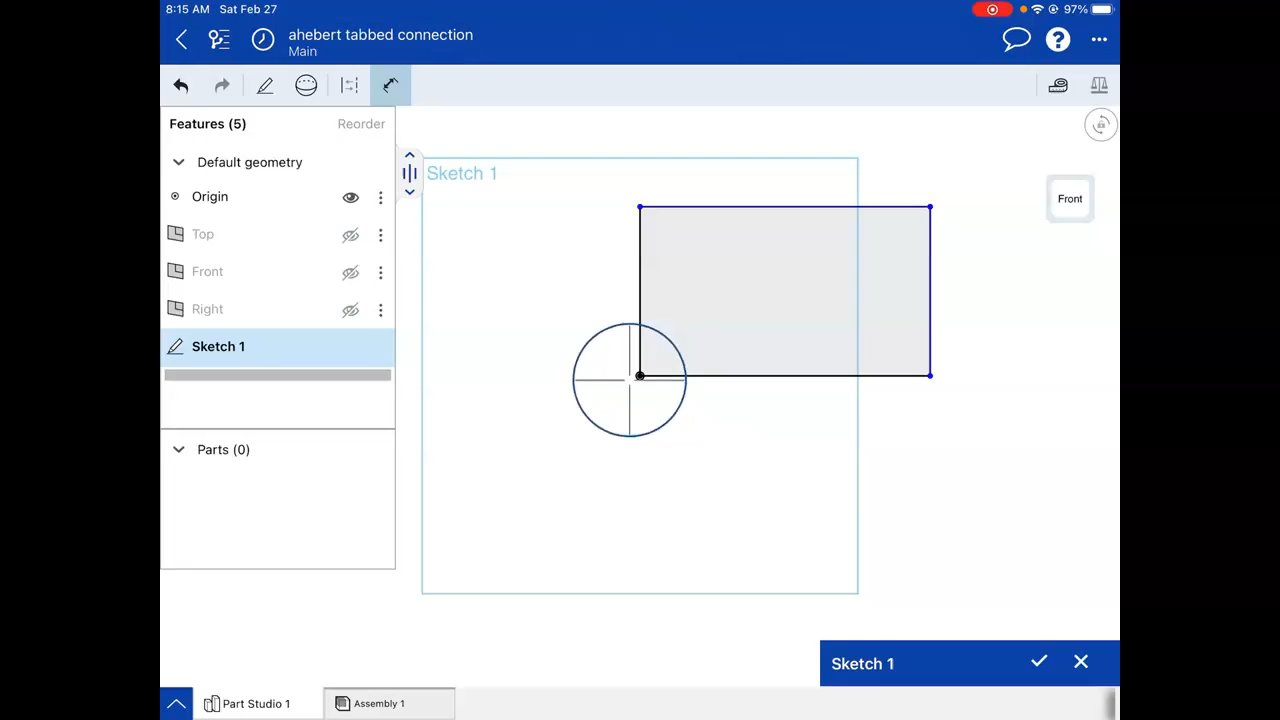 8:15 AM Sat Feb 27
97%
ahebert tabbed connection
Main
Features (5)
Reorder
Default geometry
Origin
Top
Front
Right
Sketch 1
Parts (0)
Sketch 1
Front
Sketch 1
Part Studio 1
Assembly 1